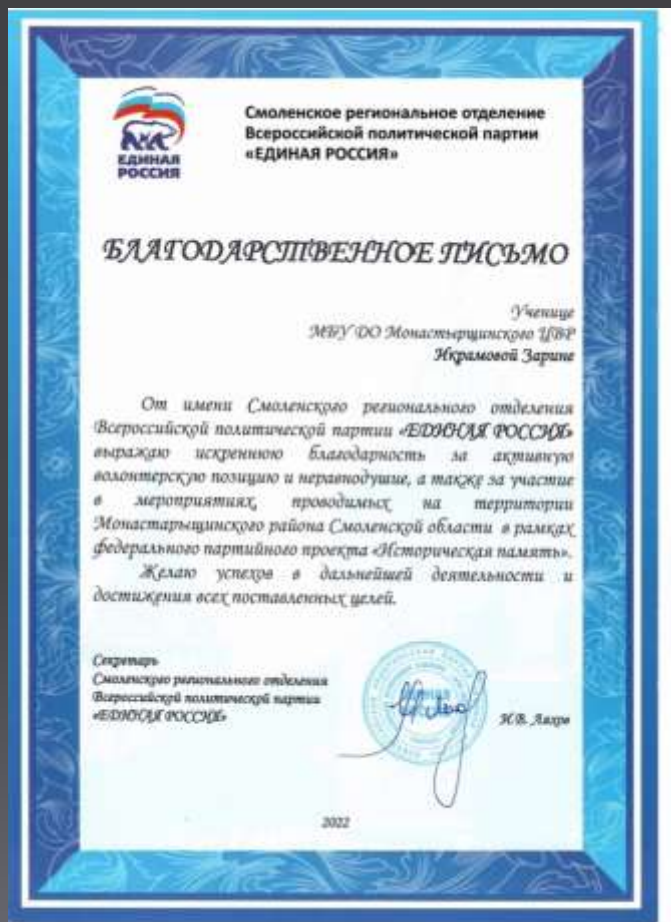 Смоленское региональное отделение
Всероссийской политической партии
«ЕДИНАЯ РОССИЯ»
ЕДИНАЯ
РОССИЯ
БЛАГОДАРСТВЕННОЕ ПИСЬМО
Ученице
МБУ ДО Монастырщинского ЦВР
Икрамовой Зарине
От имени Смоленского регионального отделения
Всероссийской политической партии «ЕДИНАЯ РОССИЯ»
выражаю искреннюю благодарность за активную
волонтерскую позицию и неравнодушие, а также за участие
в мероприятиях, проводимых на территории
Монастарыщинского района Смоленской области в рамках
федерального партийного проекта «Историческая память».
Желаю успехов в дальнейшей деятельности и
достижения всех поставленных целей.
Секретарь
Смоленского регионального отделения
Всероссийской политической партии
«ЕДИНАЯ РОССИЯ»
И.В. Ляхов
2022